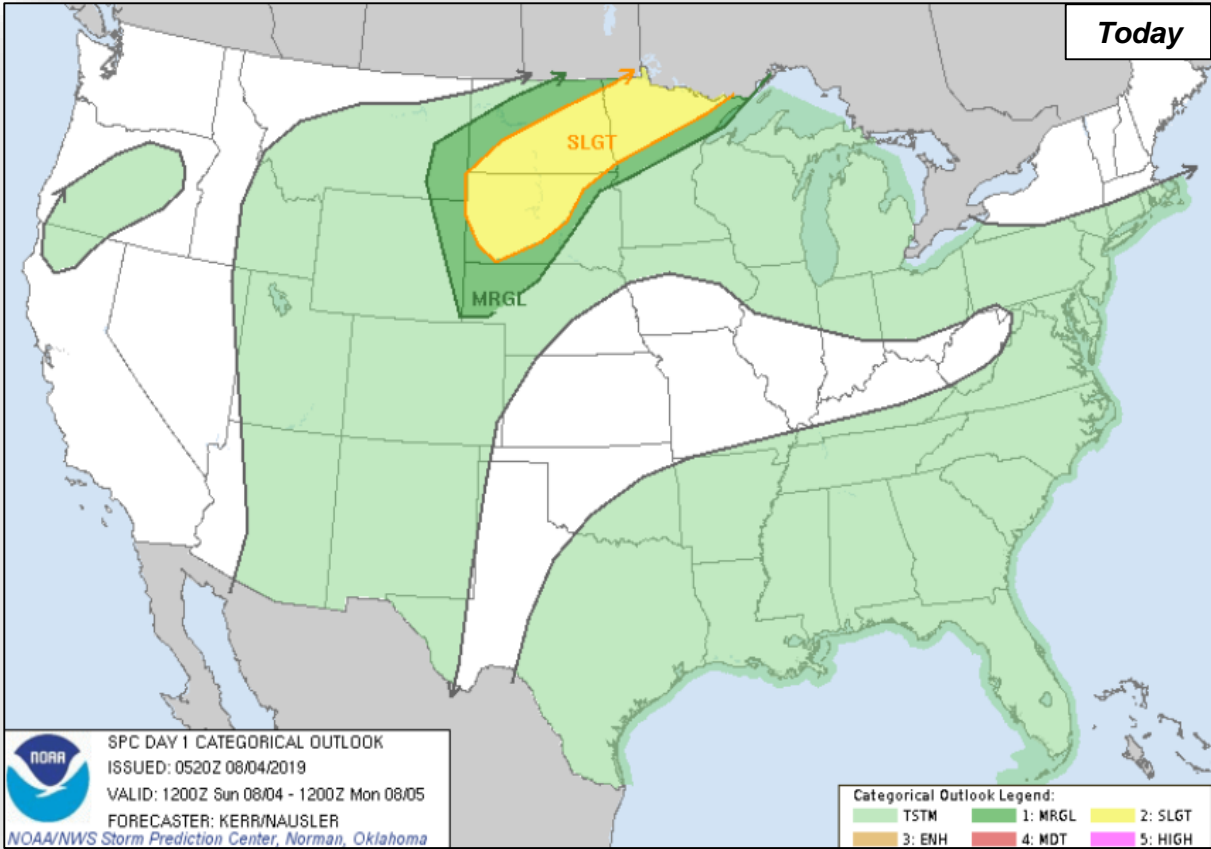 Today
SLGT
MRGL
NOAA
SPC DAY 1 CATEGORICAL OUTLOOK
ISSUED: 0520Z 08/04/2019
VALID: 1200Z Sun 08/04 - 1200Z Mon 08/05
FORECASTER: KERR/NAUSLER
NOAA/NWS Storm Prediction Center, Norman, Oklahoma
Categorical Outlook Legend:
TSTM 1: MRGL 2: SLGT
3: ENH 4: MDT 5: HIGH